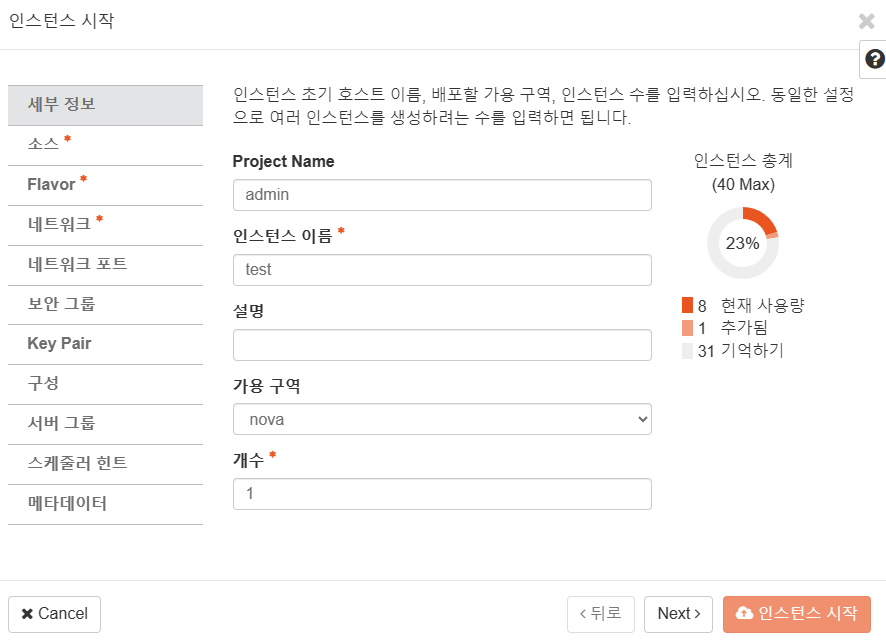 인스턴스 시작
세부 정보
소스 *
Flavor *
네트워크 *
네트워크 포트
보안 그룹
Key Pair
구성
서버 그룹
스케줄러 힌트
메타데이터
인스턴스 초기 호스트 이름, 배포할 가용 구역, 인스턴스 수를 입력하십시오. 동일한 설정
으로 여러 인스턴스를 생성하려는 수를 입력하면 됩니다.
Project Name
admin
인스턴스 이름 *
test
설명
가용 구역
nova
개수 *
1
인스턴스 총계
(40 Max)
23%
8 현재 사용량
1 추가됨
31 기억하기
Cancel
< 뒤로
Next >
인스턴스 시작